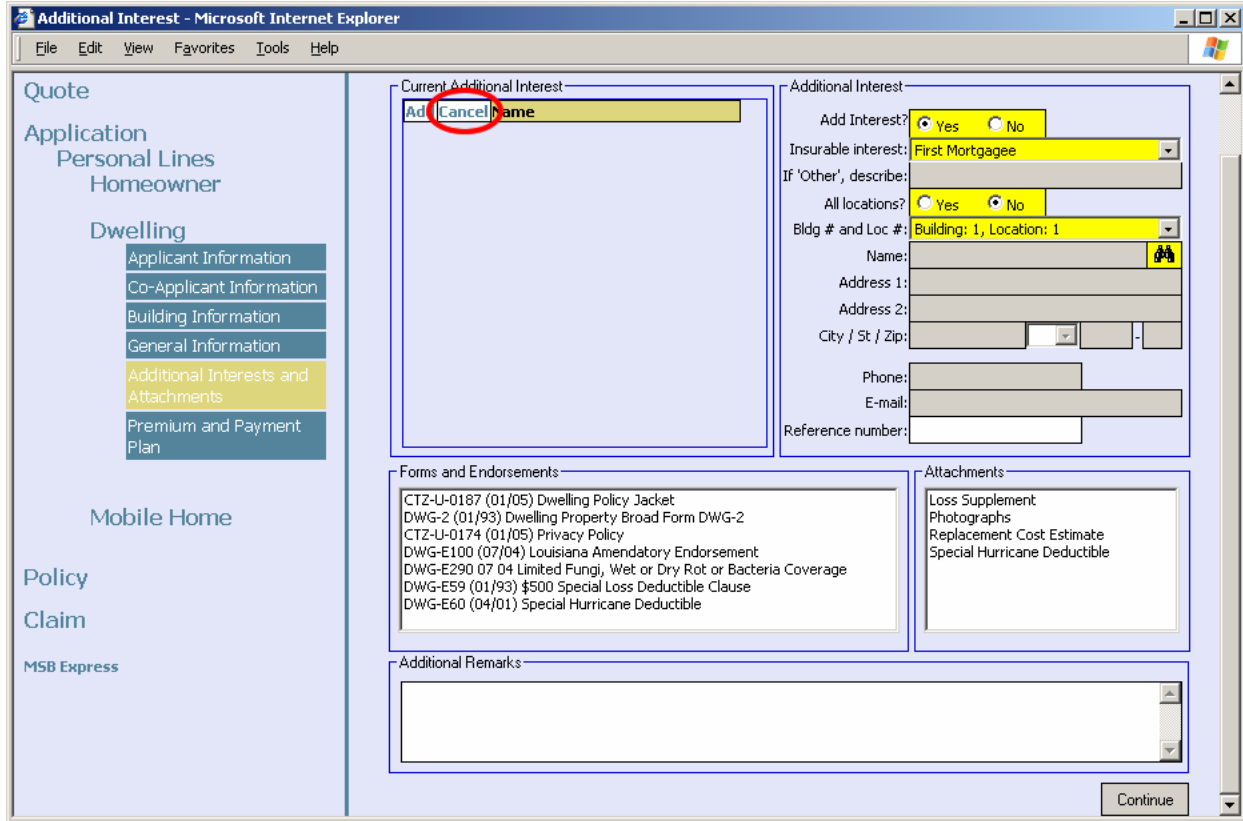 Additional Interest - Microsoft Internet Explorer
File Edit View Favorites Tools Help
Quote
Application
Personal Lines
Homeowner
Dwelling
Applicant Information
Co-Applicant Information
Building Information
General Information
Additional Interests and
Attachments
Premium and Payment
Plan
Mobile Home
Policy
Claim
MSB Express
Current Additional Interest
Add Cancel Name
Additional Interest
Add Interest? Yes No
Insurable interest: First Mortgagee
If 'Other', describe:
All locations? Yes No
Bldg # and Loc #: Building: 1, Location: 1
Name:
Address 1:
Address 2:
City / St / Zip: -
Phone:
E-mail:
Reference number:
Forms and Endorsements
CTZ-U-0187 (01/05) Dwelling Policy Jacket
DWG-2 (01/93) Dwelling Property Broad Form DWG-2
CTZ-U-0174 (01/05) Privacy Policy
DWG-E100 (07/04) Louisiana Amendatory Endorsement
DWG-E290 07 04 Limited Fungi, Wet or Dry Rot or Bacteria Coverage
DWG-E59 (01/93) $500 Special Loss Deductible Clause
DWG-E60 (04/01) Special Hurricane Deductible
Attachments
Loss Supplement
Photographs
Replacement Cost Estimate
Special Hurricane Deductible
Additional Remarks
Continue